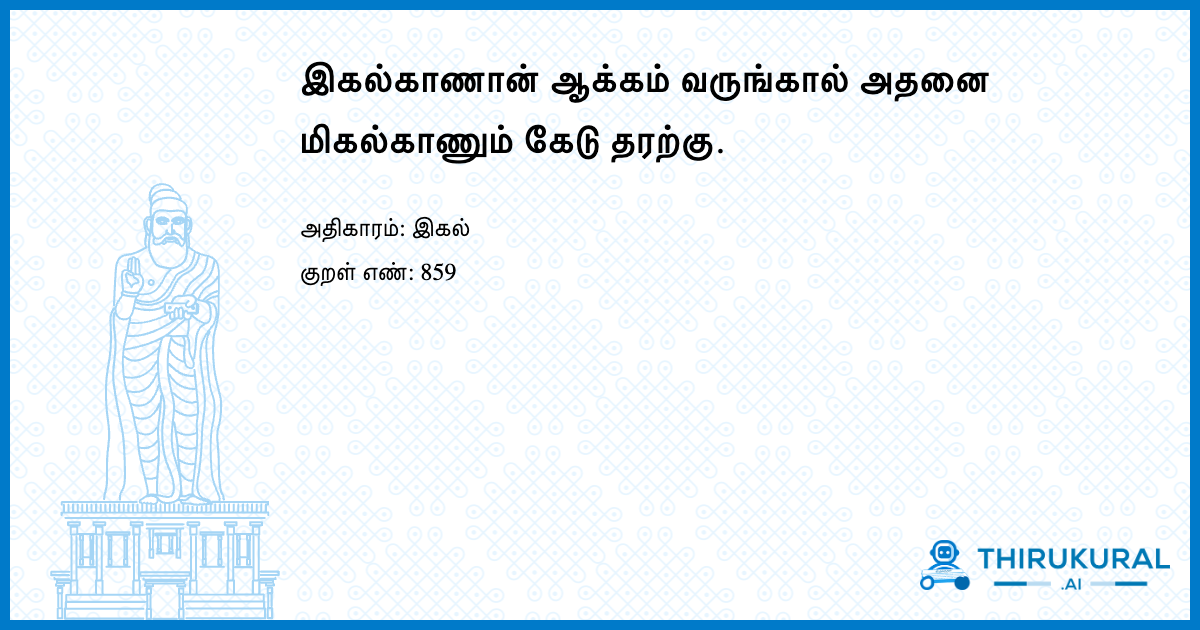 இகல்காணான் ஆக்கம் வருங்கால் அதனை
மிகல்காணும் கேடு தரற்கு.
அதிகாரம்: இகல்
குறள் எண்: 859
THIRUKURAL
.AI